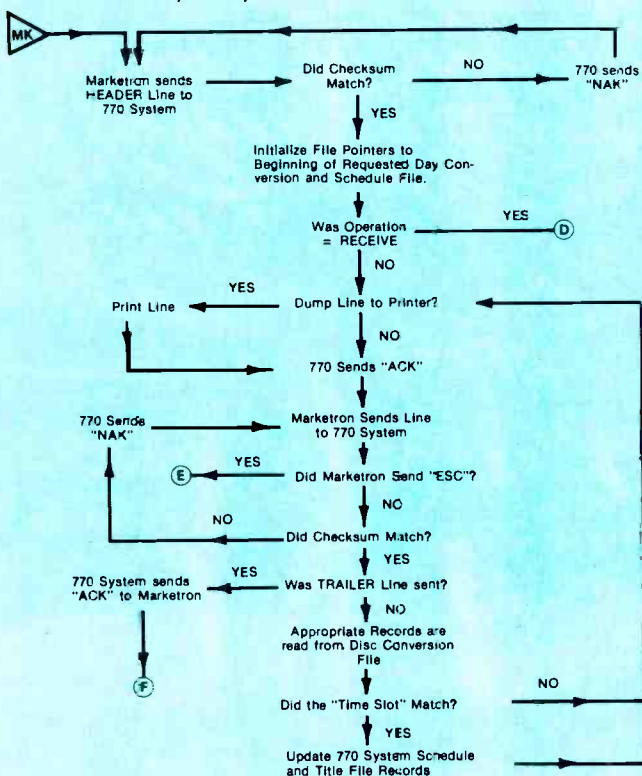 MK
Marketron sends
HEADER Line to
770 System
Did Checksum
Match?
NO
770 sends
"NAK"
YES
Initialize File Pointers to
Beginning of Requested Day Con-
version and Schedule File.
Was Operation
= RECEIVE
YES
D
NO
Dump Line to Printer?
YES
Print Line
NO
770 Sends "ACK"
770 Sends
"NAK"
Marketron Sends Line
to 770 System
Did Marketron Send "ESC"?
YES
E
NO
Did Checksum Match?
NO
YES
Was TRAILER Line sent?
YES
770 System sends
"ACK" to Marketron
F
NO
Appropriate Records are
read from Disc Conversion
File
Did the "Time Slot" Match?
NO
YES
Update 770 System Schedule
and Title File Records